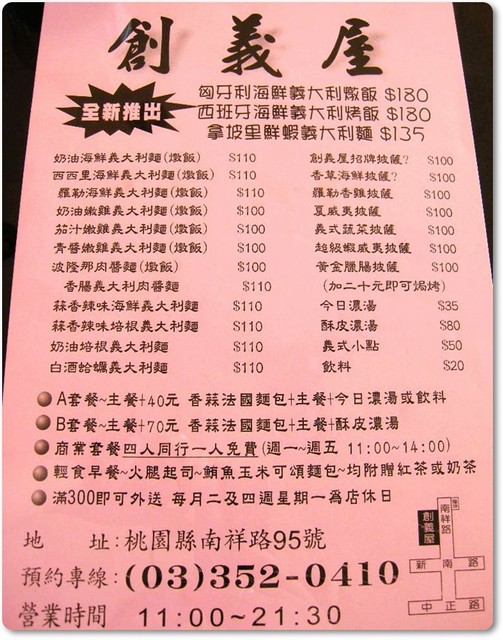 創義屋
全新推出
匈牙利海鮮義大利燉飯 $180
西班牙海鮮義大利烤飯 $180
拿坡里鮮蝦義大利麵 $135
奶油海鮮義大利麵(燉飯) $110
西西里海鮮義大利麵(燉飯) $110
羅勒海鮮義大利麵(燉飯) $110
奶油嫩雞義大利麵(燉飯) $100
茄汁嫩雞義大利麵(燉飯) $100
青醬嫩雞義大利麵(燉飯) $100
波隆那肉醬麵(燉飯) $100
香腸義大利肉醬麵 $110
蒜香辣味海鮮義大利麵 $110
蒜香辣味培根義大利麵 $110
奶油培根義大利麵 $110
白酒蛤蠣義大利麵 $110
創義屋招牌披薩? $100
香草海鮮披薩? $100
羅勒香雞披薩 $100
夏威夷披薩 $100
義式蔬菜披薩 $100
超級蝦威夷披薩 $100
黃金臘腸披薩 $100
(加二十元即可焗烤)
今日濃湯 $35
酥皮濃湯 $80
義式小點 $50
飲料 $20
A套餐~主餐+40元 香蒜法國麵包+主餐+今日濃湯或飲料
B套餐~主餐+70元 香蒜法國麵包+主餐+酥皮濃湯
商業套餐四人同行一人免費(週一~週五 11:00~14:00)
輕食早餐~火腿起司~鮪魚玉米可頌麵包~均附贈紅茶或奶茶
滿300即可外送 每月二及四週星期一為店休日
地 址:桃園縣南祥路95號
預約專線:(03)352-0410
營業時間 11:00~21:30
南祥路
創義屋
新南路
中正路